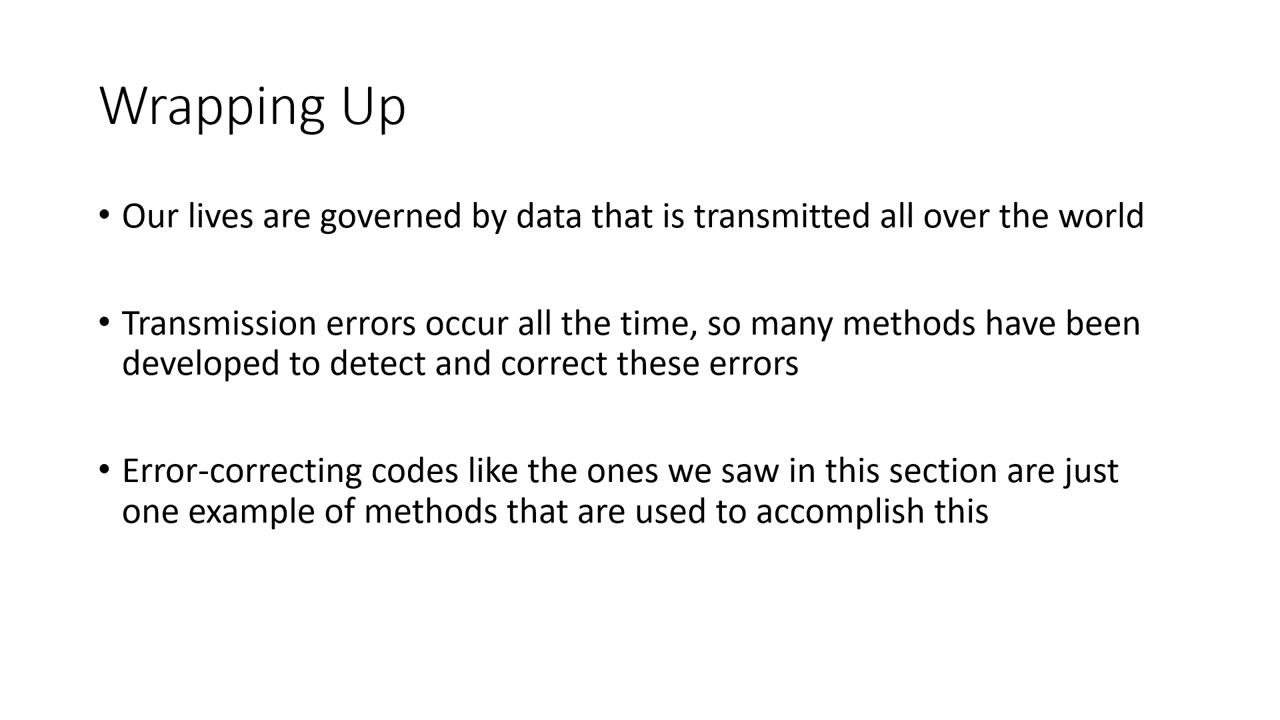 Wrapping Up
• Our lives are governed by data that is transmitted all over the world
• Transmission errors occur all the time, so many methods have been
developed to detect and correct these errors
• Error-correcting codes like the ones we saw in this section are just
one example of methods that are used to accomplish this